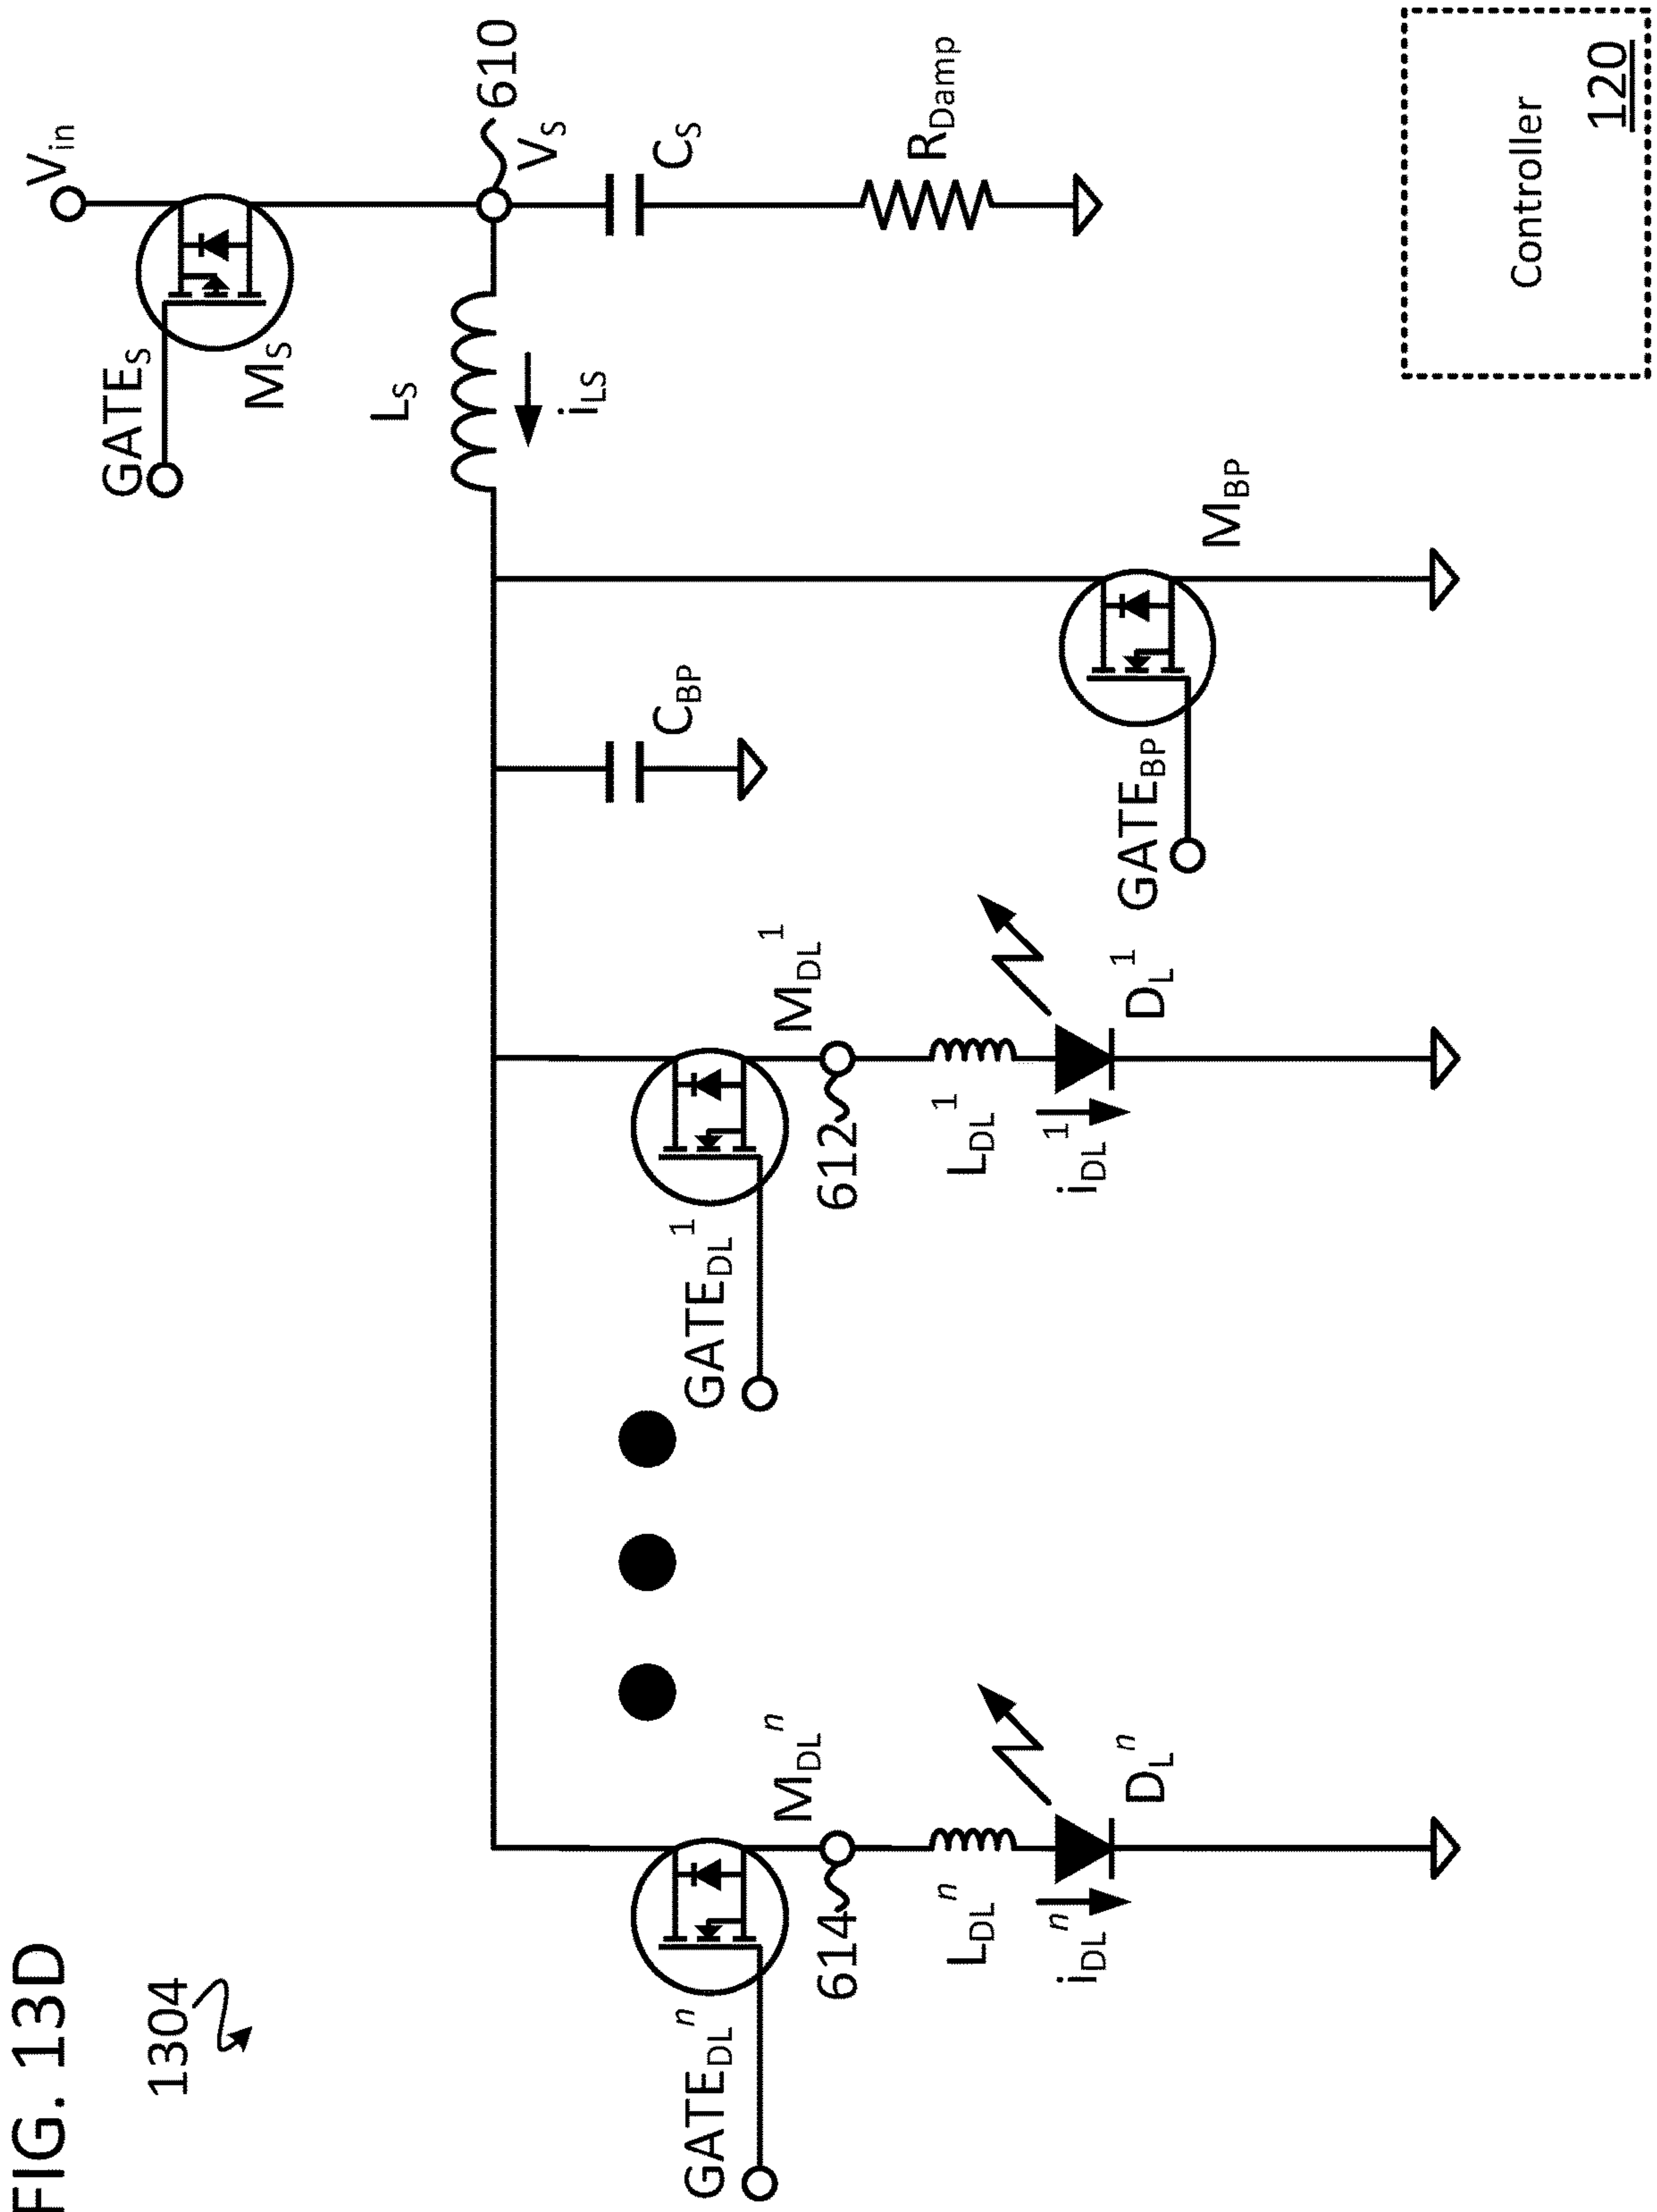 FIG. 13D
1304
V_in
GATE_S
M_S
610
V_S
L_S
i_LS
C_S
R_Damp
C_BP
M_BP
GATE_BP
GATE_DL^1
M_DL^1
612
L_DL^1
i_DL^1
D_L^1
GATE_DL^n
M_DL^n
614
L_DL^n
i_DL^n
D_L^n
Controller
120